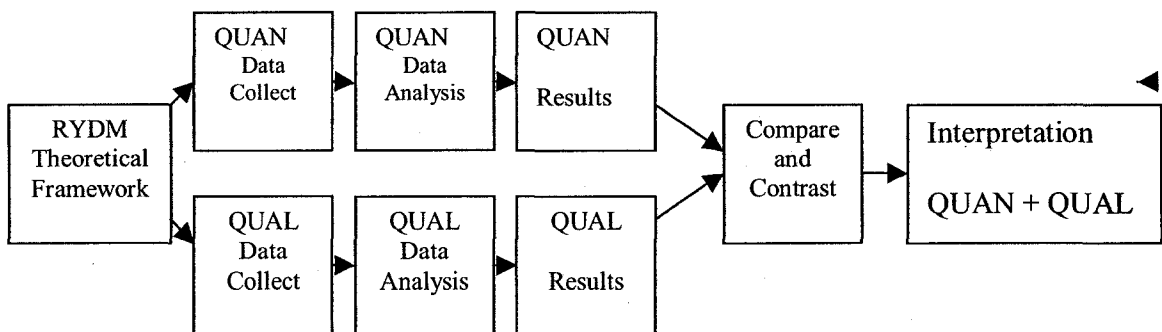 RYDM
Theoretical
Framework
QUAN
Data
Collect
QUAN
Data
Analysis
QUAN
Results
QUAL
Data
Collect
QUAL
Data
Analysis
QUAL
Results
Compare
and
Contrast
Interpretation
QUAN + QUAL